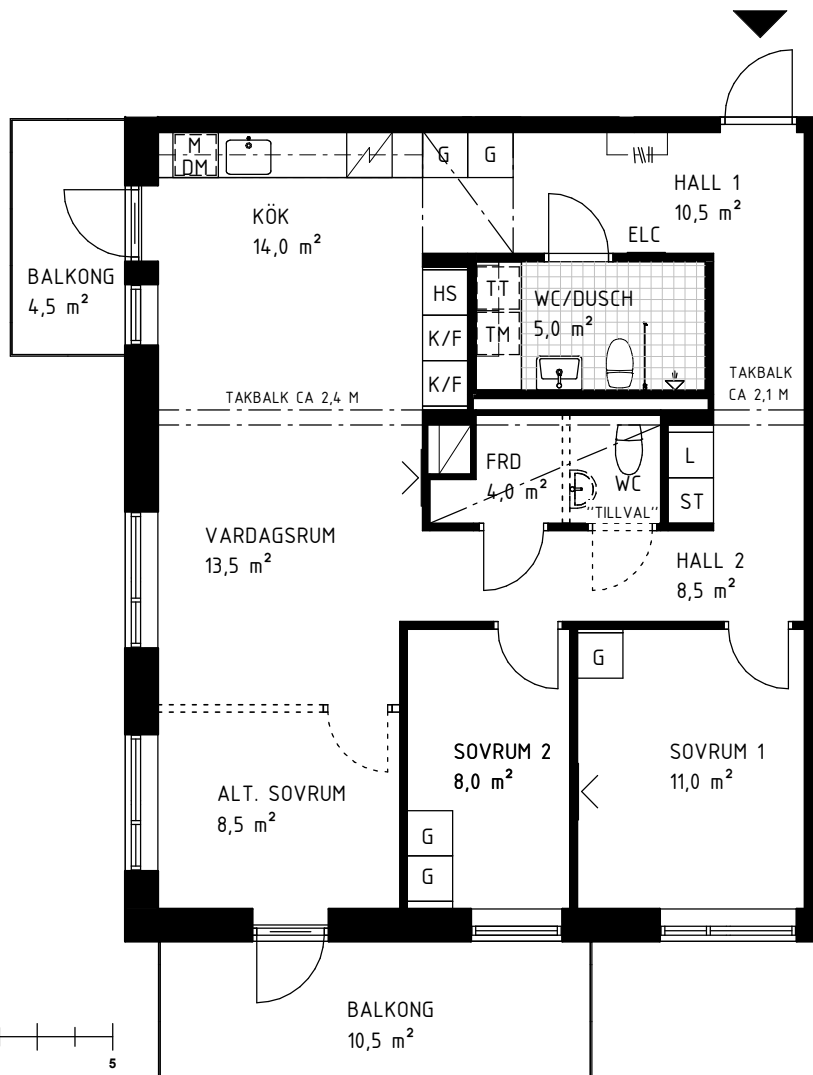 M
DM
G
G
HALL 1
10,5 m²
KÖK
14,0 m²
ELC
BALKONG
4,5 m²
HS
TT
WC/DUSCH
5,0 m²
K/F
TM
K/F
TAKBALK CA 2,4 M
TAKBALK
CA 2,1 M
FRD
4,0 m²
WC
"TILLVAL"
L
ST
VARDAGSRUM
13,5 m²
HALL 2
8,5 m²
G
SOVRUM 2
8,0 m²
SOVRUM 1
11,0 m²
ALT. SOVRUM
8,5 m²
G
G
BALKONG
10,5 m²
5